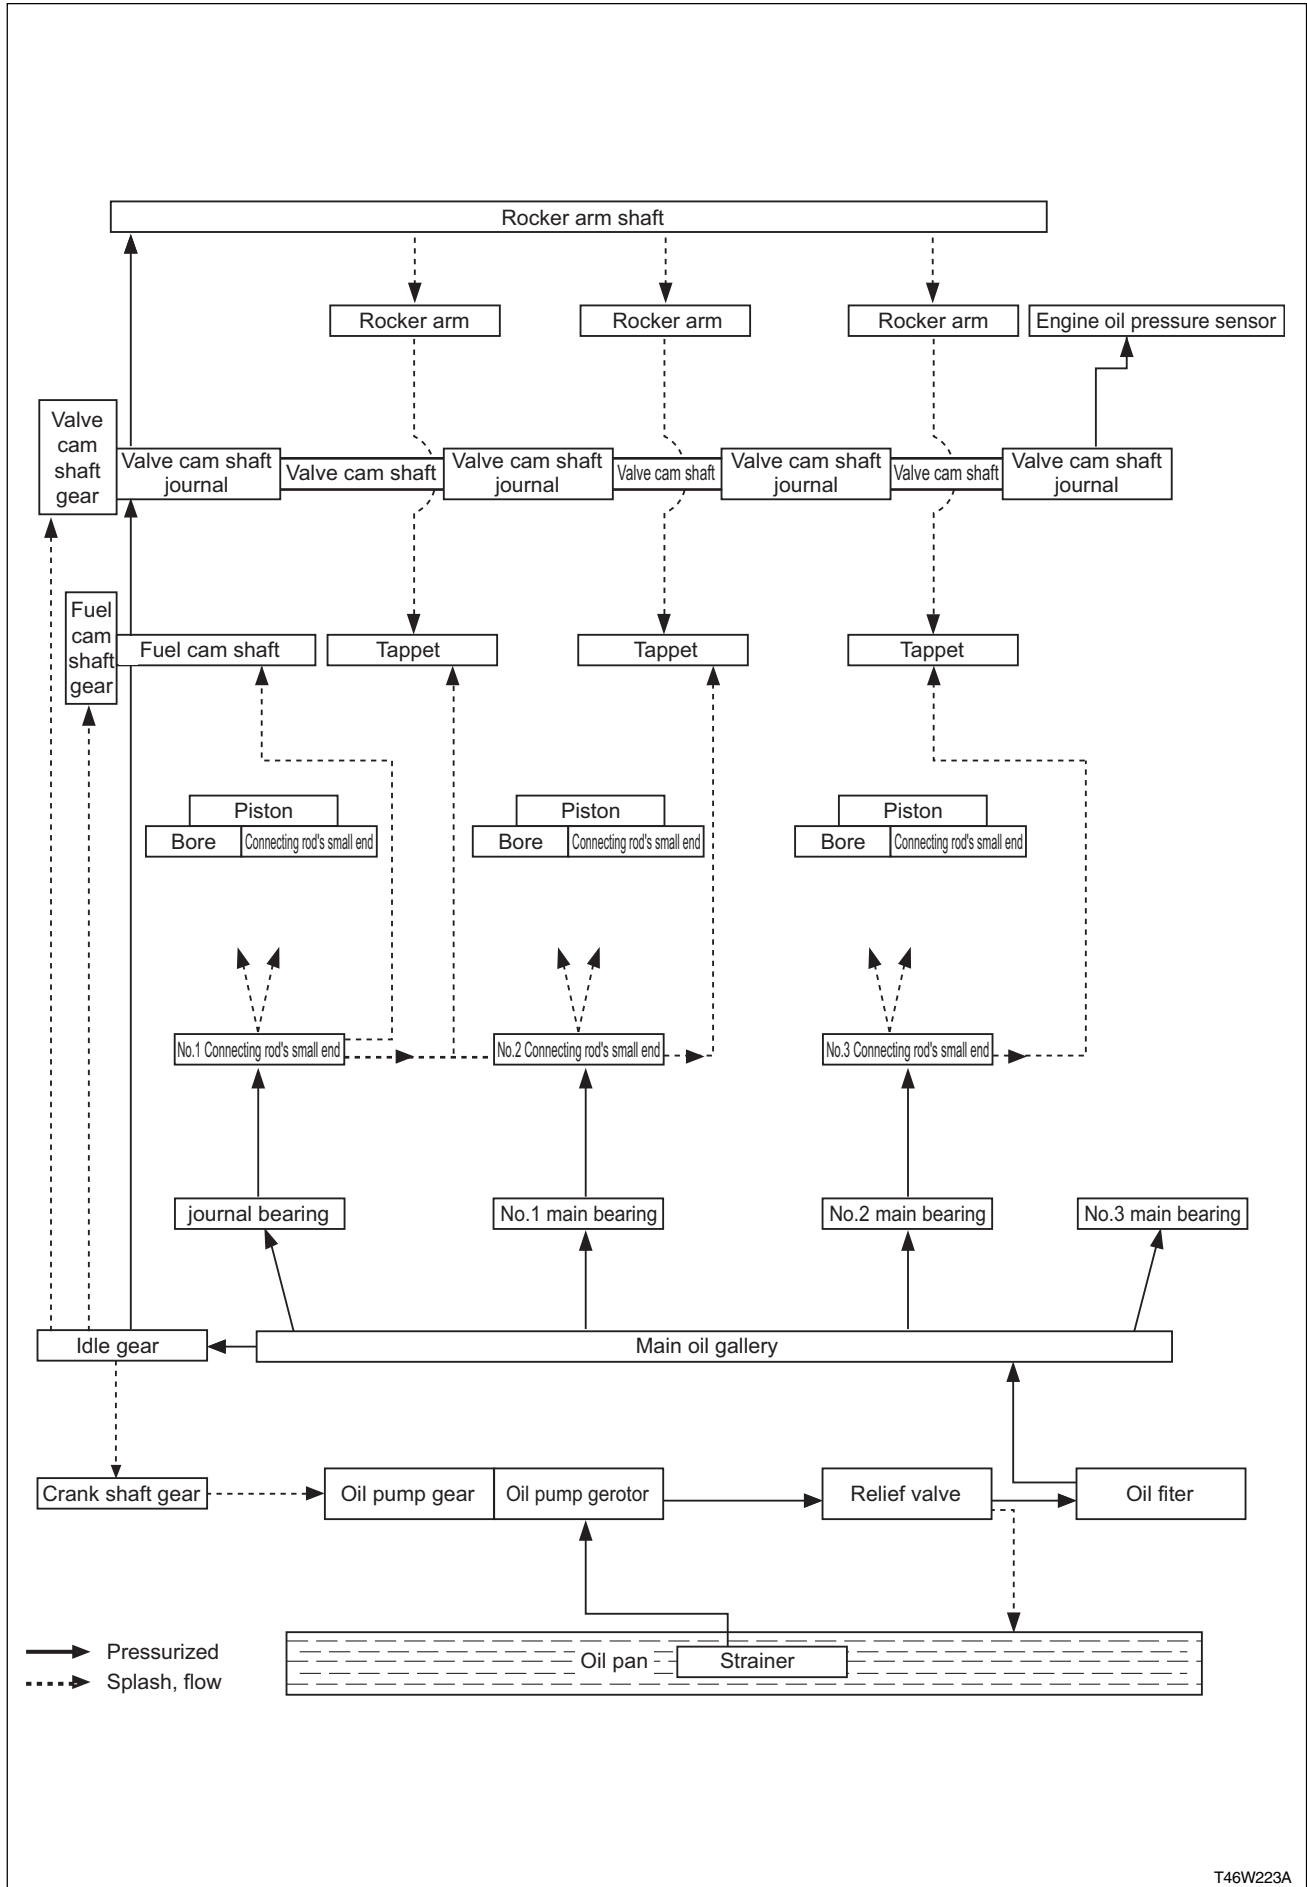 Rocker arm shaft
Rocker arm
Rocker arm
Rocker arm
Engine oil pressure sensor
Valve
cam
shaft
gear
Valve cam shaft
journal
Valve cam shaft
Valve cam shaft
journal
Valve cam shaft
Valve cam shaft
journal
Valve cam shaft
Valve cam shaft
journal
Fuel
cam
shaft
gear
Fuel cam shaft
Tappet
Tappet
Tappet
Piston
Bore
Connecting rod's small end
Piston
Bore
Connecting rod's small end
Piston
Bore
Connecting rod's small end
No.1 Connecting rod's small end
No.2 Connecting rod's small end
No.3 Connecting rod's small end
journal bearing
No.1 main bearing
No.2 main bearing
No.3 main bearing
Idle gear
Main oil gallery
Crank shaft gear
Oil pump gear
Oil pump gerotor
Relief valve
Oil fiter
Pressurized
Splash, flow
Oil pan
Strainer
T46W223A